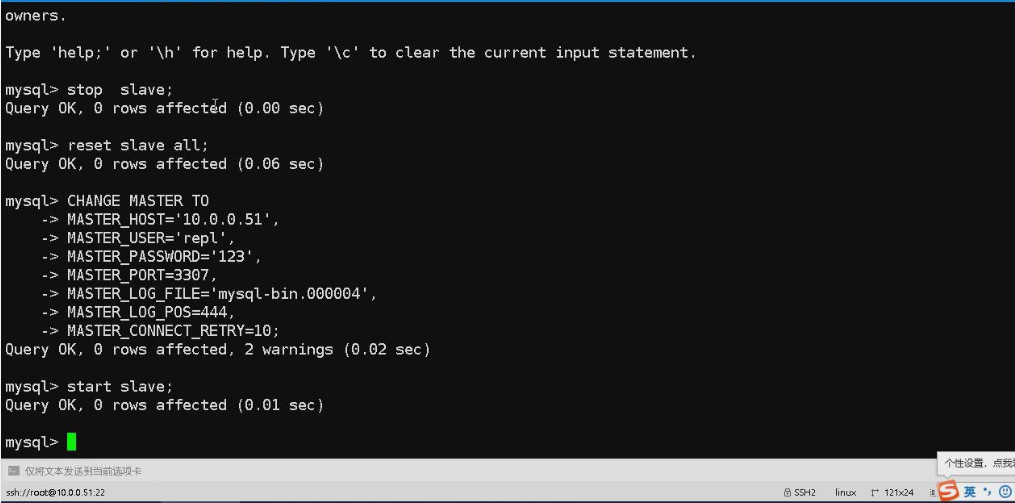 owners.
Type 'help;' or '\h' for help. Type '\c' to clear the current input statement.
mysql> stop  slave;
Query OK, 0 rows affected (0.00 sec)
mysql> reset slave all;
Query OK, 0 rows affected (0.06 sec)
mysql> CHANGE MASTER TO
    -> MASTER_HOST='10.0.0.51',
    -> MASTER_USER='repl',
    -> MASTER_PASSWORD='123',
    -> MASTER_PORT=3307,
    -> MASTER_LOG_FILE='mysql-bin.000004',
    -> MASTER_LOG_POS=444,
    -> MASTER_CONNECT_RETRY=10;
Query OK, 0 rows affected, 2 warnings (0.02 sec)
mysql> start slave;
Query OK, 0 rows affected (0.01 sec)
mysql>
仅将文本发送到当前选项卡
个性设置，点我
ssh://root@10.0.0.51:22
SSH2 linux 121x24
S 英